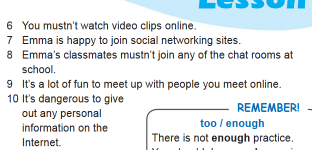 Lesson
6 You mustn't watch video clips online.
7 Emma is happy to join social networking sites.
8 Emma's classmates mustn't join any of the chat rooms at
school.
9 It's a lot of fun to meet up with people you meet online.
10 It's dangerous to give
out any personal
information on the
Internet.
REMEMBER!
too / enough
There is not enough practice.